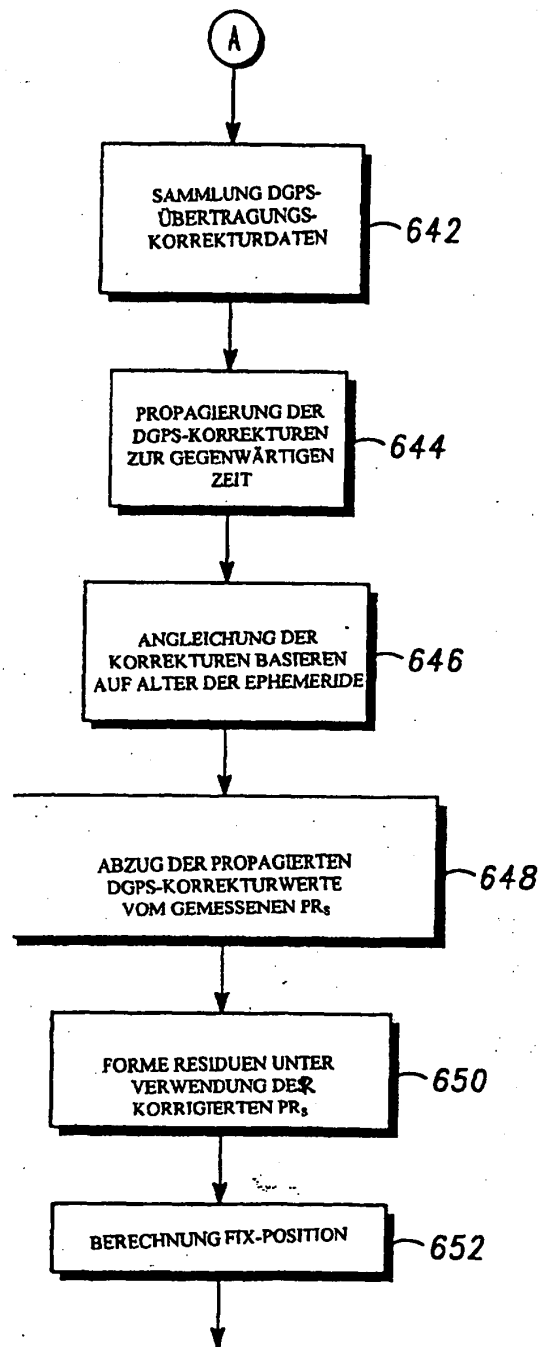 A
SAMMLUNG DGPS-
ÜBERTRAGUNGS-
KORREKTURDATEN
642
PROPAGIERUNG DER
DGPS-KORREKTUREN
ZUR GEGENWÄRTIGEN
ZEIT
644
ANGLEICHUNG DER
KORREKTUREN BASIEREN
AUF ALTER DER EPHEMERIDE
646
ABZUG DER PROPAGIERTEN
DGPS-KORREKTURWERTE
VOM GEMESSENEN PRs
648
FORME RESIDUEN UNTER
VERWENDUNG DER
KORRIGIERTEN PRs
650
BERECHNUNG FIX-POSITION
652